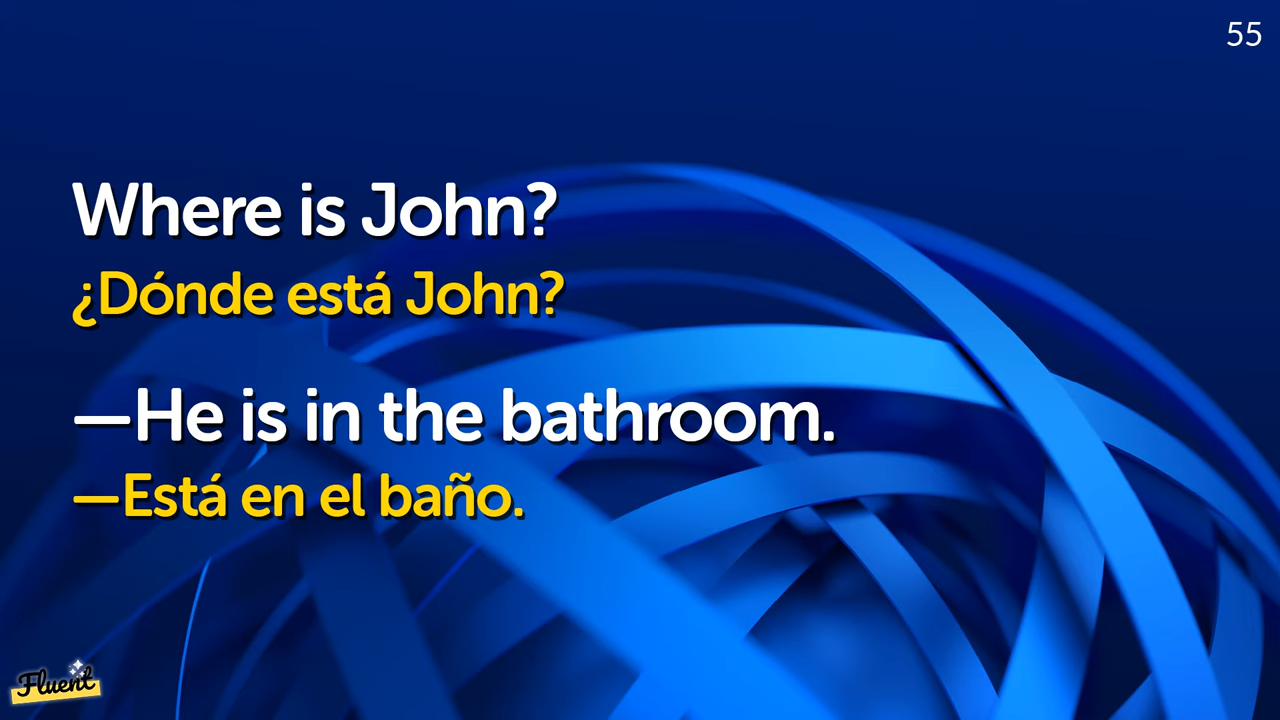 55
Where is John?
¿Dónde está John?
—He is in the bathroom.
—Está en el baño.
Fluent